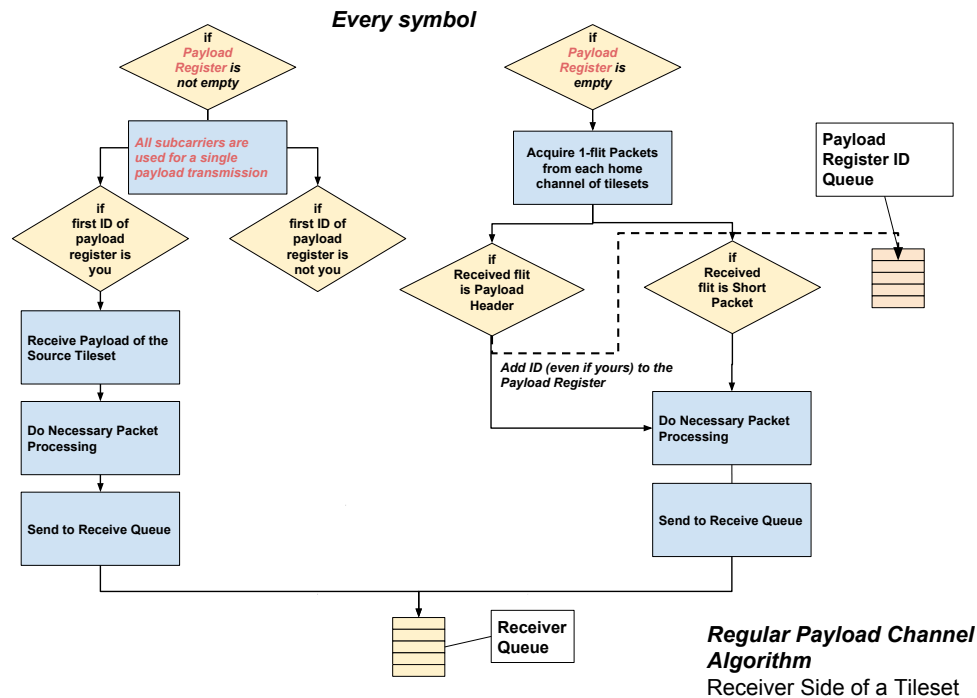 Every symbol
if
Payload
Register is
not empty
if
Payload
Register is
empty
All subcarriers are
used for a single
payload transmission
Acquire 1-flit Packets
from each home
channel of tilesets
Payload
Register ID
Queue
if
first ID of
payload
register is
you
if
first ID of
payload
register is
not you
if
Received flit
is Payload
Header
if
Received
flit is Short
Packet
Receive Payload of the
Source Tileset
Add ID (even if yours) to the
Payload Register
Do Necessary Packet
Processing
Do Necessary Packet
Processing
Send to Receive Queue
Send to Receive Queue
Receiver
Queue
Regular Payload Channel
Algorithm
Receiver Side of a Tileset